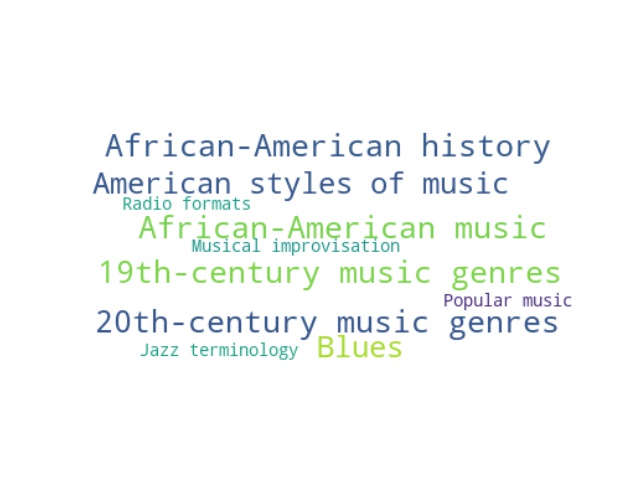 African-American history
American styles of music
Radio formats
African-American music
Musical improvisation
19th-century music genres
Popular music
20th-century music genres
Jazz terminology Blues